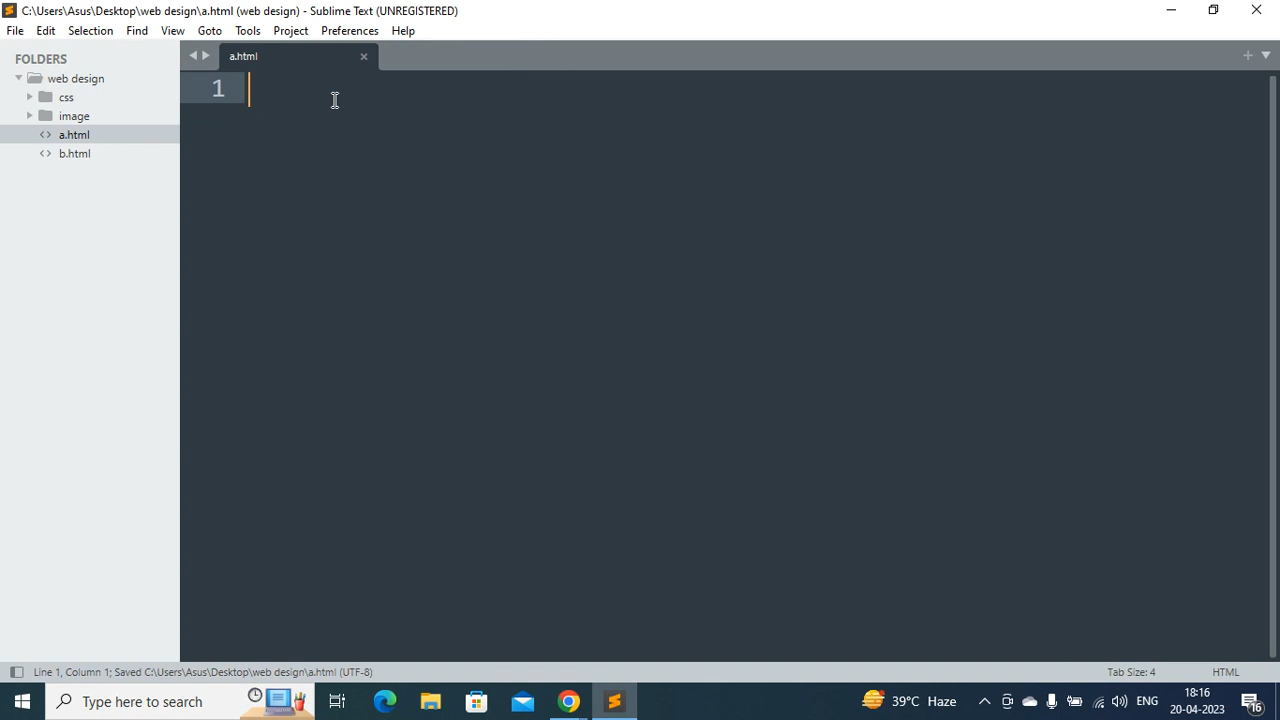 C:\Users\Asus\Desktop\web design\a.html (web design) - Sublime Text (UNREGISTERED)
File Edit Selection Find View Goto Tools Project Preferences Help
FOLDERS
web design
css
image
a.html
b.html
a.html
1
Line 1, Column 1; Saved C:\Users\Asus\Desktop\web design\a.html (UTF-8)
Tab Size: 4
HTML
Type here to search
39°C Haze
ENG
18:16
20-04-2023
16